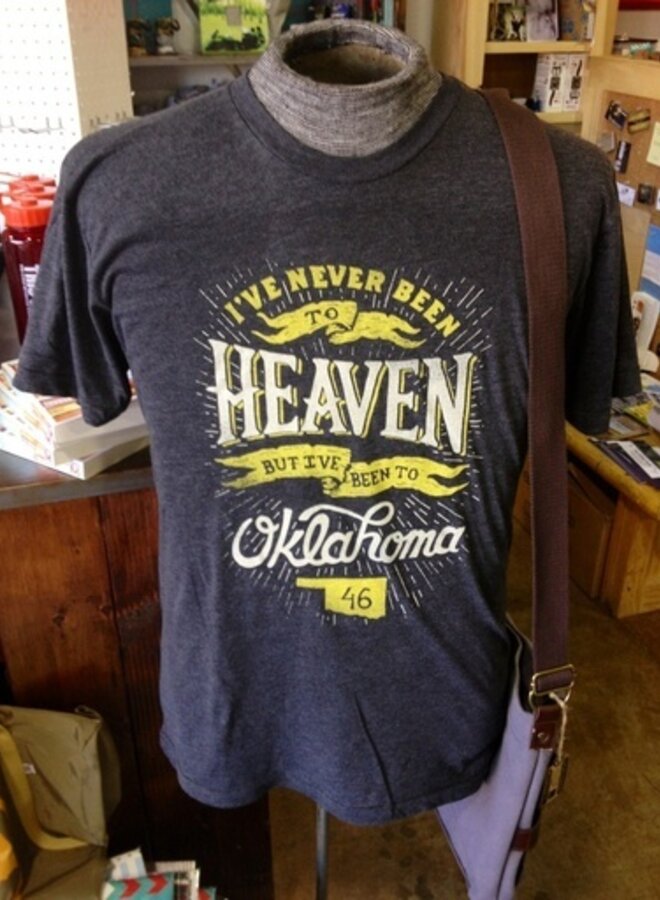 I'VE NEVER BEEN
TO
HEAVEN
BUT I'VE BEEN TO
Oklahoma
46